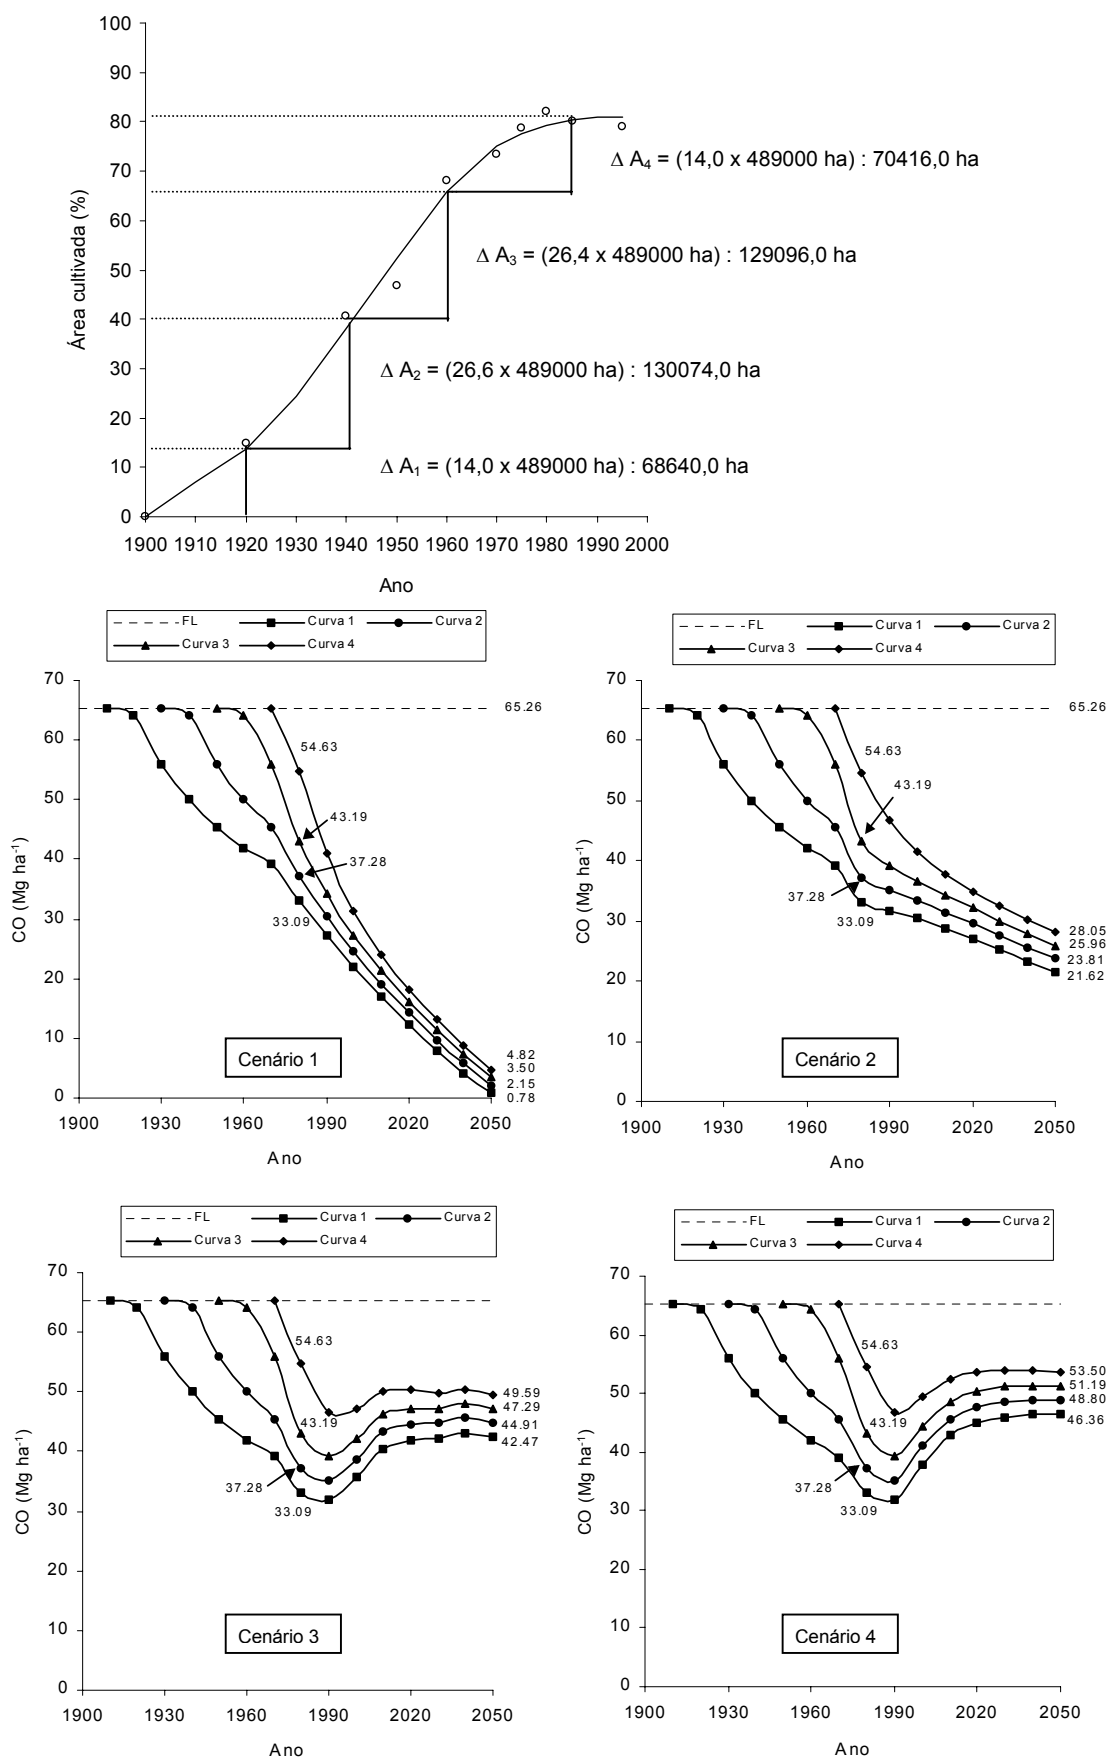 100
90
80
70
60
50
40
30
20
10
0
Área cultivada (%)
Δ A4 = (14,0 x 489000 ha) : 70416,0 ha
Δ A3 = (26,4 x 489000 ha) : 129096,0 ha
Δ A2 = (26,6 x 489000 ha) : 130074,0 ha
Δ A1 = (14,0 x 489000 ha) : 68640,0 ha
1900 1910 1920 1930 1940 1950 1960 1970 1980 1990 2000
Ano
FL Curva 1 Curva 2
Curva 3 Curva 4
70
60
50
40
30
20
10
0
CO (Mg ha-1)
65.26
54.63
43.19
37.28
33.09
4.82
3.50
2.15
0.78
Cenário 1
1900 1930 1960 1990 2020 2050
Ano
FL Curva 1 Curva 2
Curva 3 Curva 4
70
60
50
40
30
20
10
0
CO (Mg ha-1)
65.26
54.63
43.19
37.28
33.09
28.05
25.96
23.81
21.62
Cenário 2
1900 1930 1960 1990 2020 2050
Ano
FL Curva 1 Curva 2
Curva 3 Curva 4
70
60
50
40
30
20
10
0
CO (Mg ha-1)
54.63
43.19
37.28
33.09
49.59
47.29
44.91
42.47
Cenário 3
1900 1930 1960 1990 2020 2050
Ano
FL Curva 1 Curva 2
Curva 3 Curva 4
70
60
50
40
30
20
10
0
CO (Mg ha-1)
54.63
43.19
37.28
33.09
53.50
51.19
48.80
46.36
Cenário 4
1900 1930 1960 1990 2020 2050
Ano